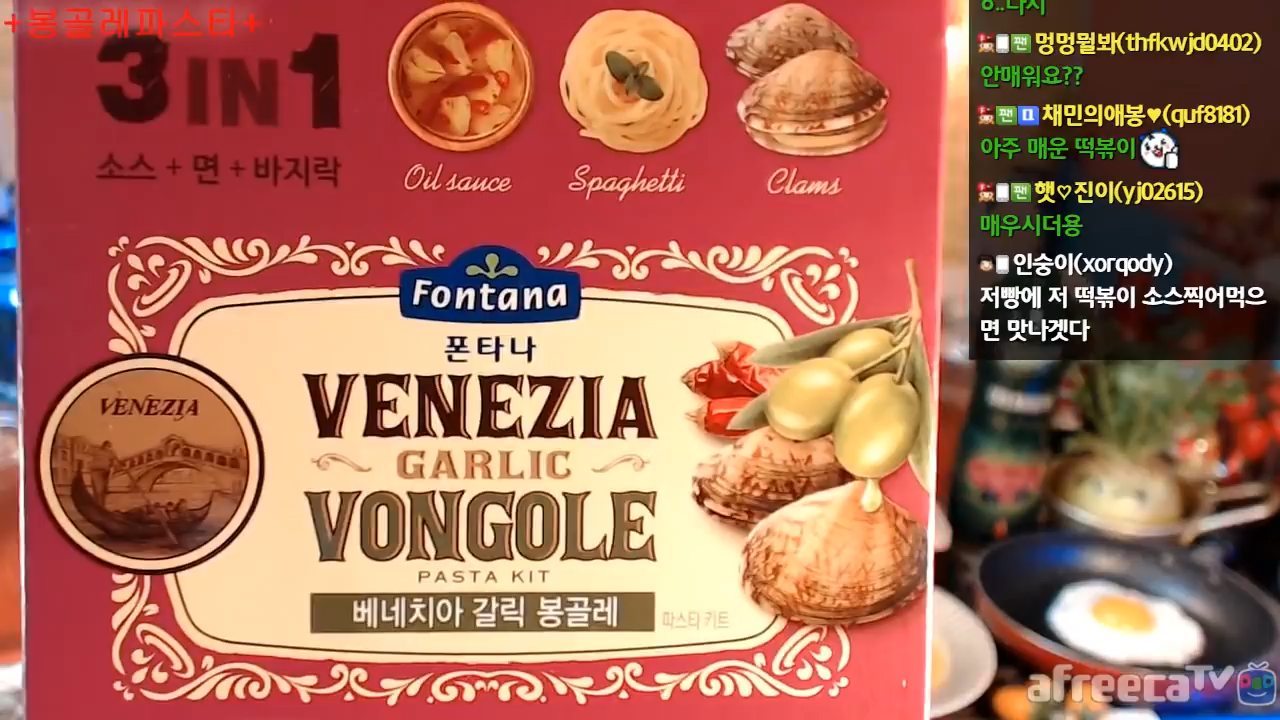 +봉골레파스타+
3 IN 1
소스 + 면 + 바지락
Oil sauce
Spaghetti
Clams
Fontana
폰타나
VENEZIA
GARLIC
VONGOLE
PASTA KIT
베네치아 갈릭 봉골레
파스타 키트
VENEZIA
멍멍뭘봐(thfkwjd0402)
안매워요??
채민의애봉♥(quf8181)
아주 매운 떡볶이
햇♡진이(yj02615)
매우시더용
인숭이(xorqody)
저빵에 저 떡볶이 소스찍어먹으
면 맛나겟다
afreecaTV